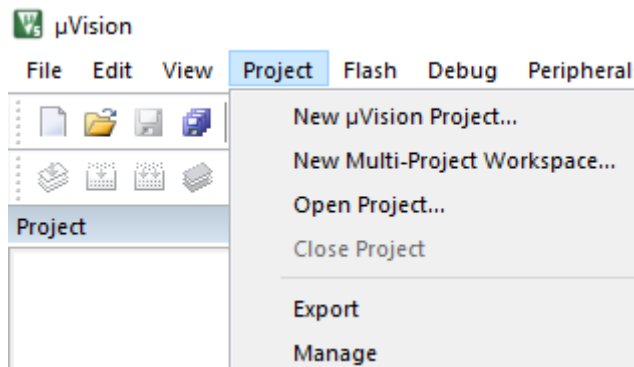 µVision
File Edit View Project Flash Debug Peripheral
New µVision Project...
New Multi-Project Workspace...
Open Project...
Project
Close Project
Export
Manage